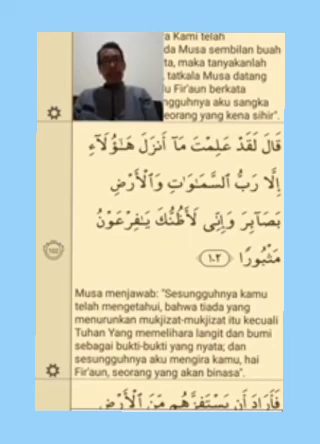 a Kami telah
da Musa sembilan buah
ta, maka tanyakanlah
, tatkala Musa datang
u Fir'aun berkata
ngguhnya aku sangka
eorang yang kena sihir".
قَالَ لَقَدْ عَلِمْتَ مَآ أَنزَلَ هَـٰٓؤُلَآءِ
إِلَّا رَبُّ ٱلسَّمَـٰوَٰتِ وَٱلْأَرْضِ
بَصَآئِرَ وَإِنِّى لَأَظُنُّكَ يَـٰفِرْعَوْنُ
مَثْبُورًا ﴿١٠٢﴾
Musa menjawab: "Sesungguhnya kamu
telah mengetahui, bahwa tiada yang
menurunkan mukjizat-mukjizat itu kecuali
Tuhan Yang memelihara langit dan bumi
sebagai bukti-bukti yang nyata; dan
sesungguhnya aku mengira kamu, hai
Fir'aun, seorang yang akan binasa".
فَأَرَادَ أَن يَسْتَفِزَّهُم مِّنَ ٱلْأَرْضِ